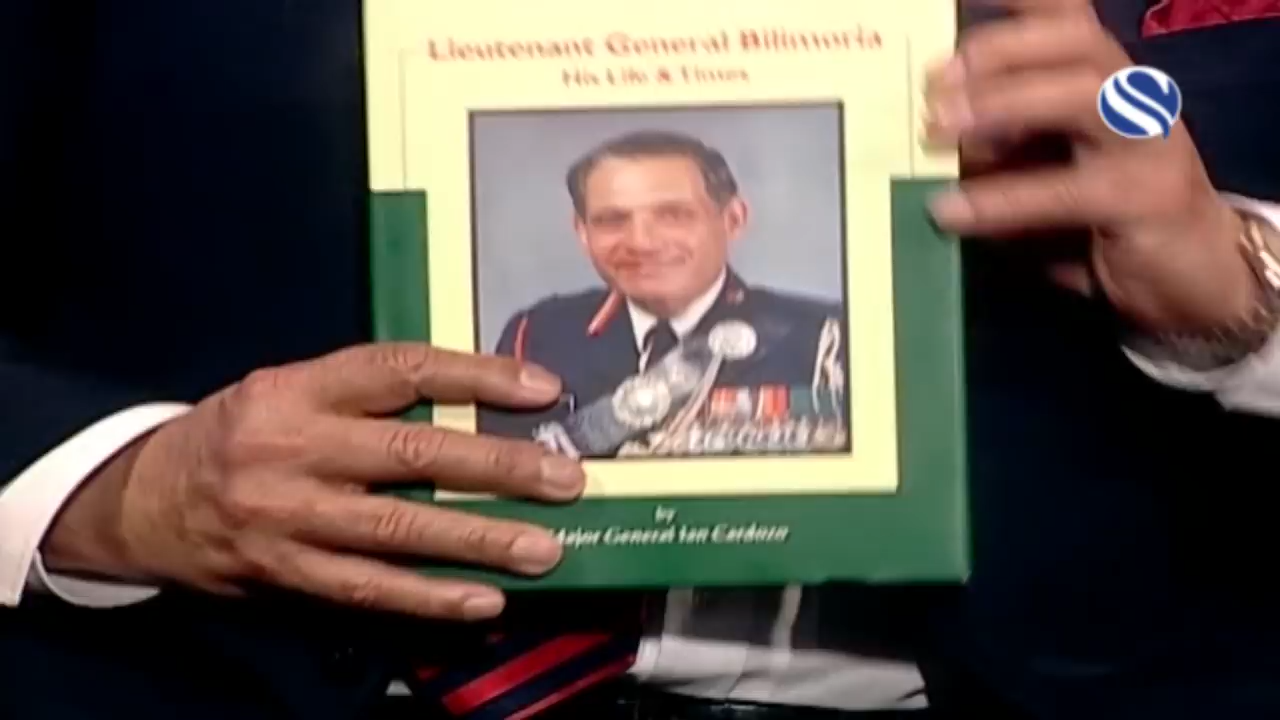 Lieutenant General Bilimoria
His Life & Times
by
Major General Ian Cardozo